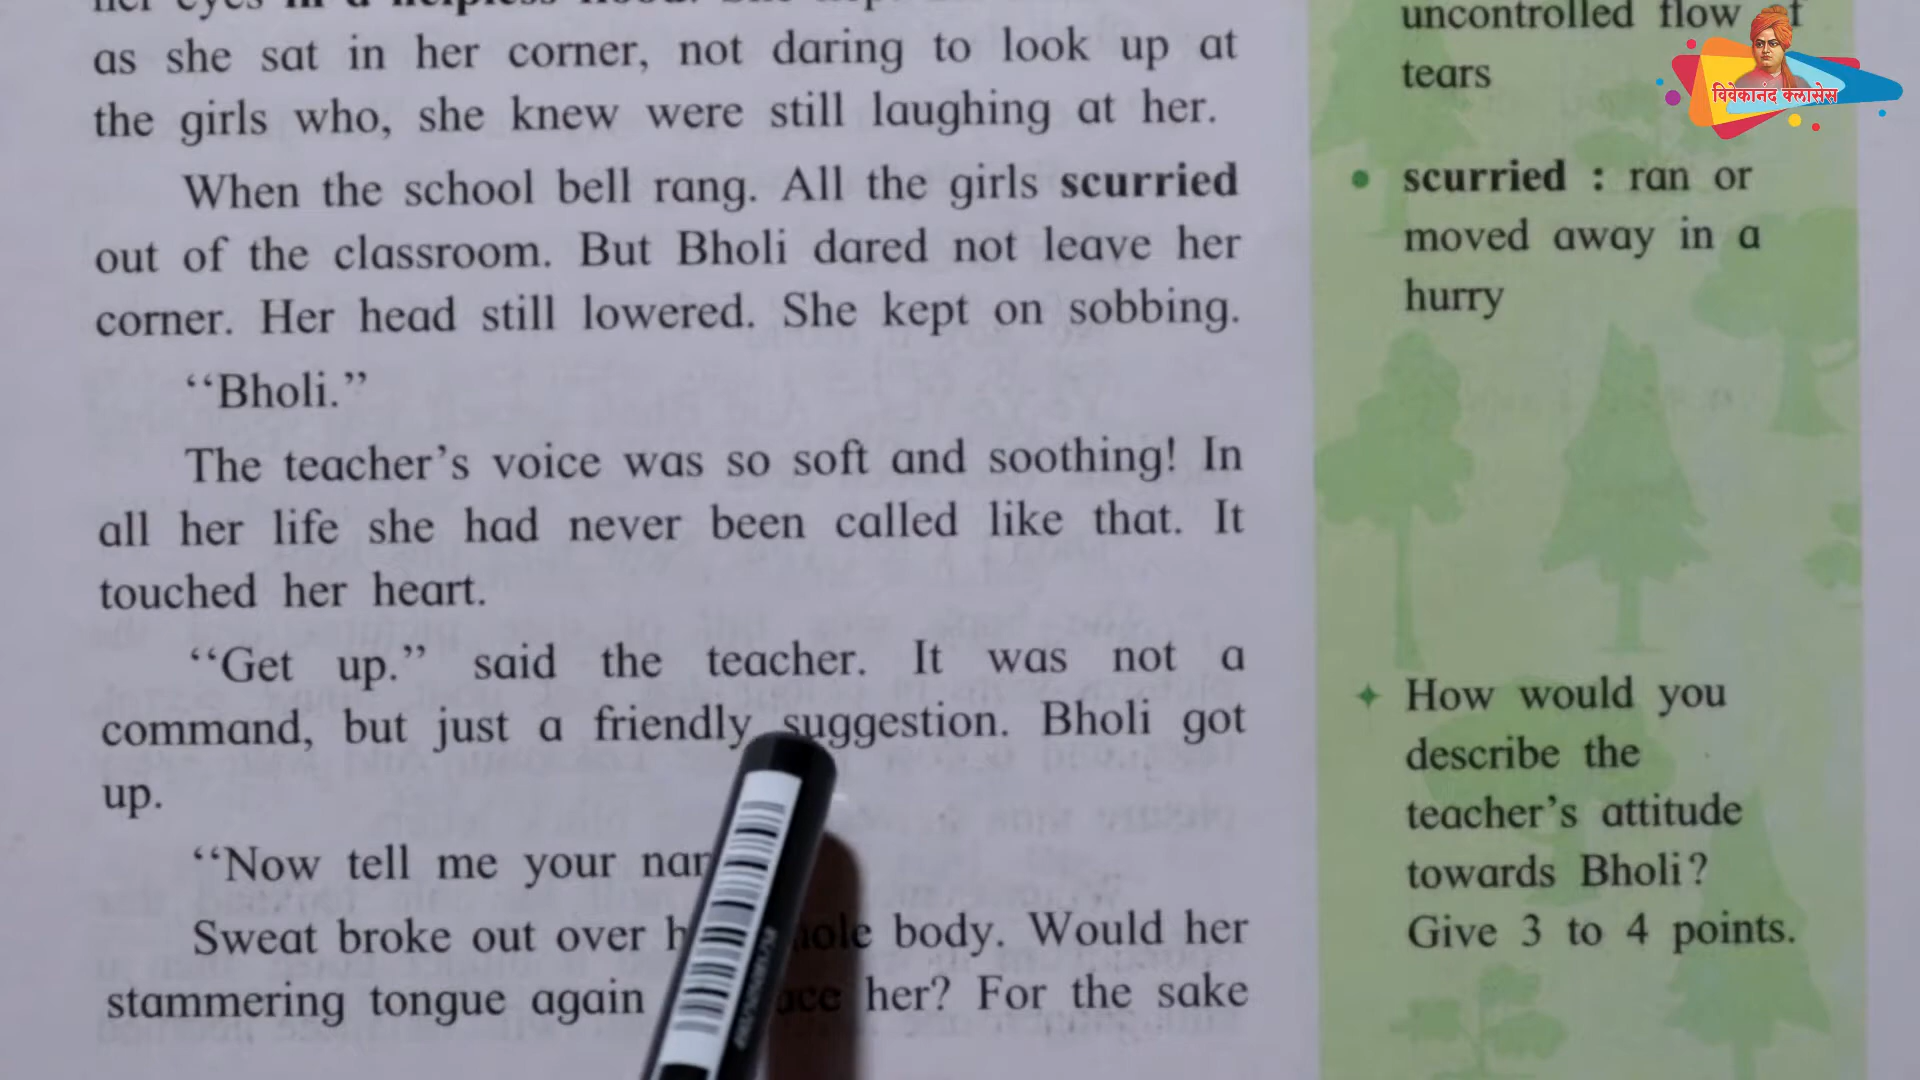 as she sat in her corner, not daring to look up at
the girls who, she knew were still laughing at her.
When the school bell rang. All the girls scurried
out of the classroom. But Bholi dared not leave her
corner. Her head still lowered. She kept on sobbing.
“Bholi.”
The teacher’s voice was so soft and soothing! In
all her life she had never been called like that. It
touched her heart.
“Get up.” said the teacher. It was not a
command, but just a friendly suggestion. Bholi got
up.
“Now tell me your
Sweat broke out over body. Would her
stammering tongue again her? For the sake
uncontrolled flow
tears
• scurried : ran or
moved away in a
hurry
✦ How would you
describe the
teacher’s attitude
towards Bholi?
Give 3 to 4 points.
विवेकानंद क्लासेस